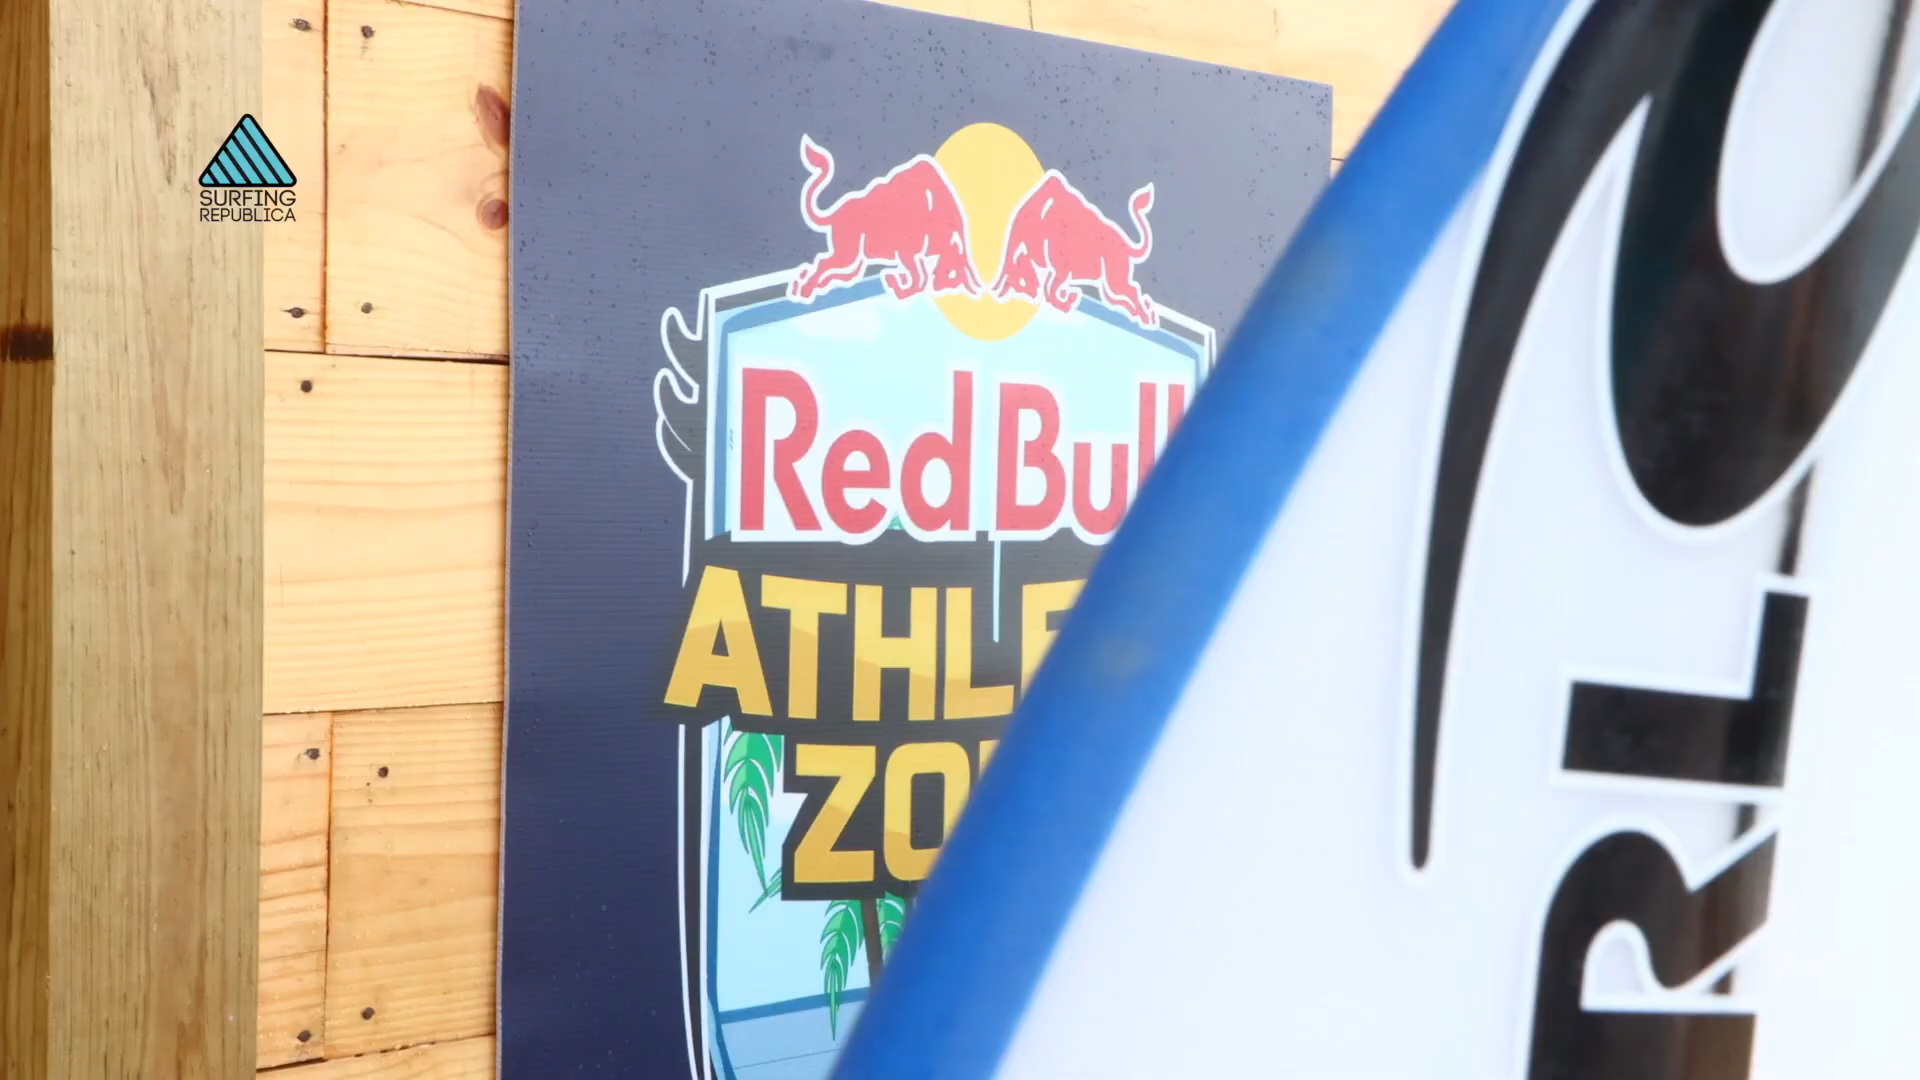 SURFING
REPUBLICA
Red Bull
ATHLE
ZO
RL